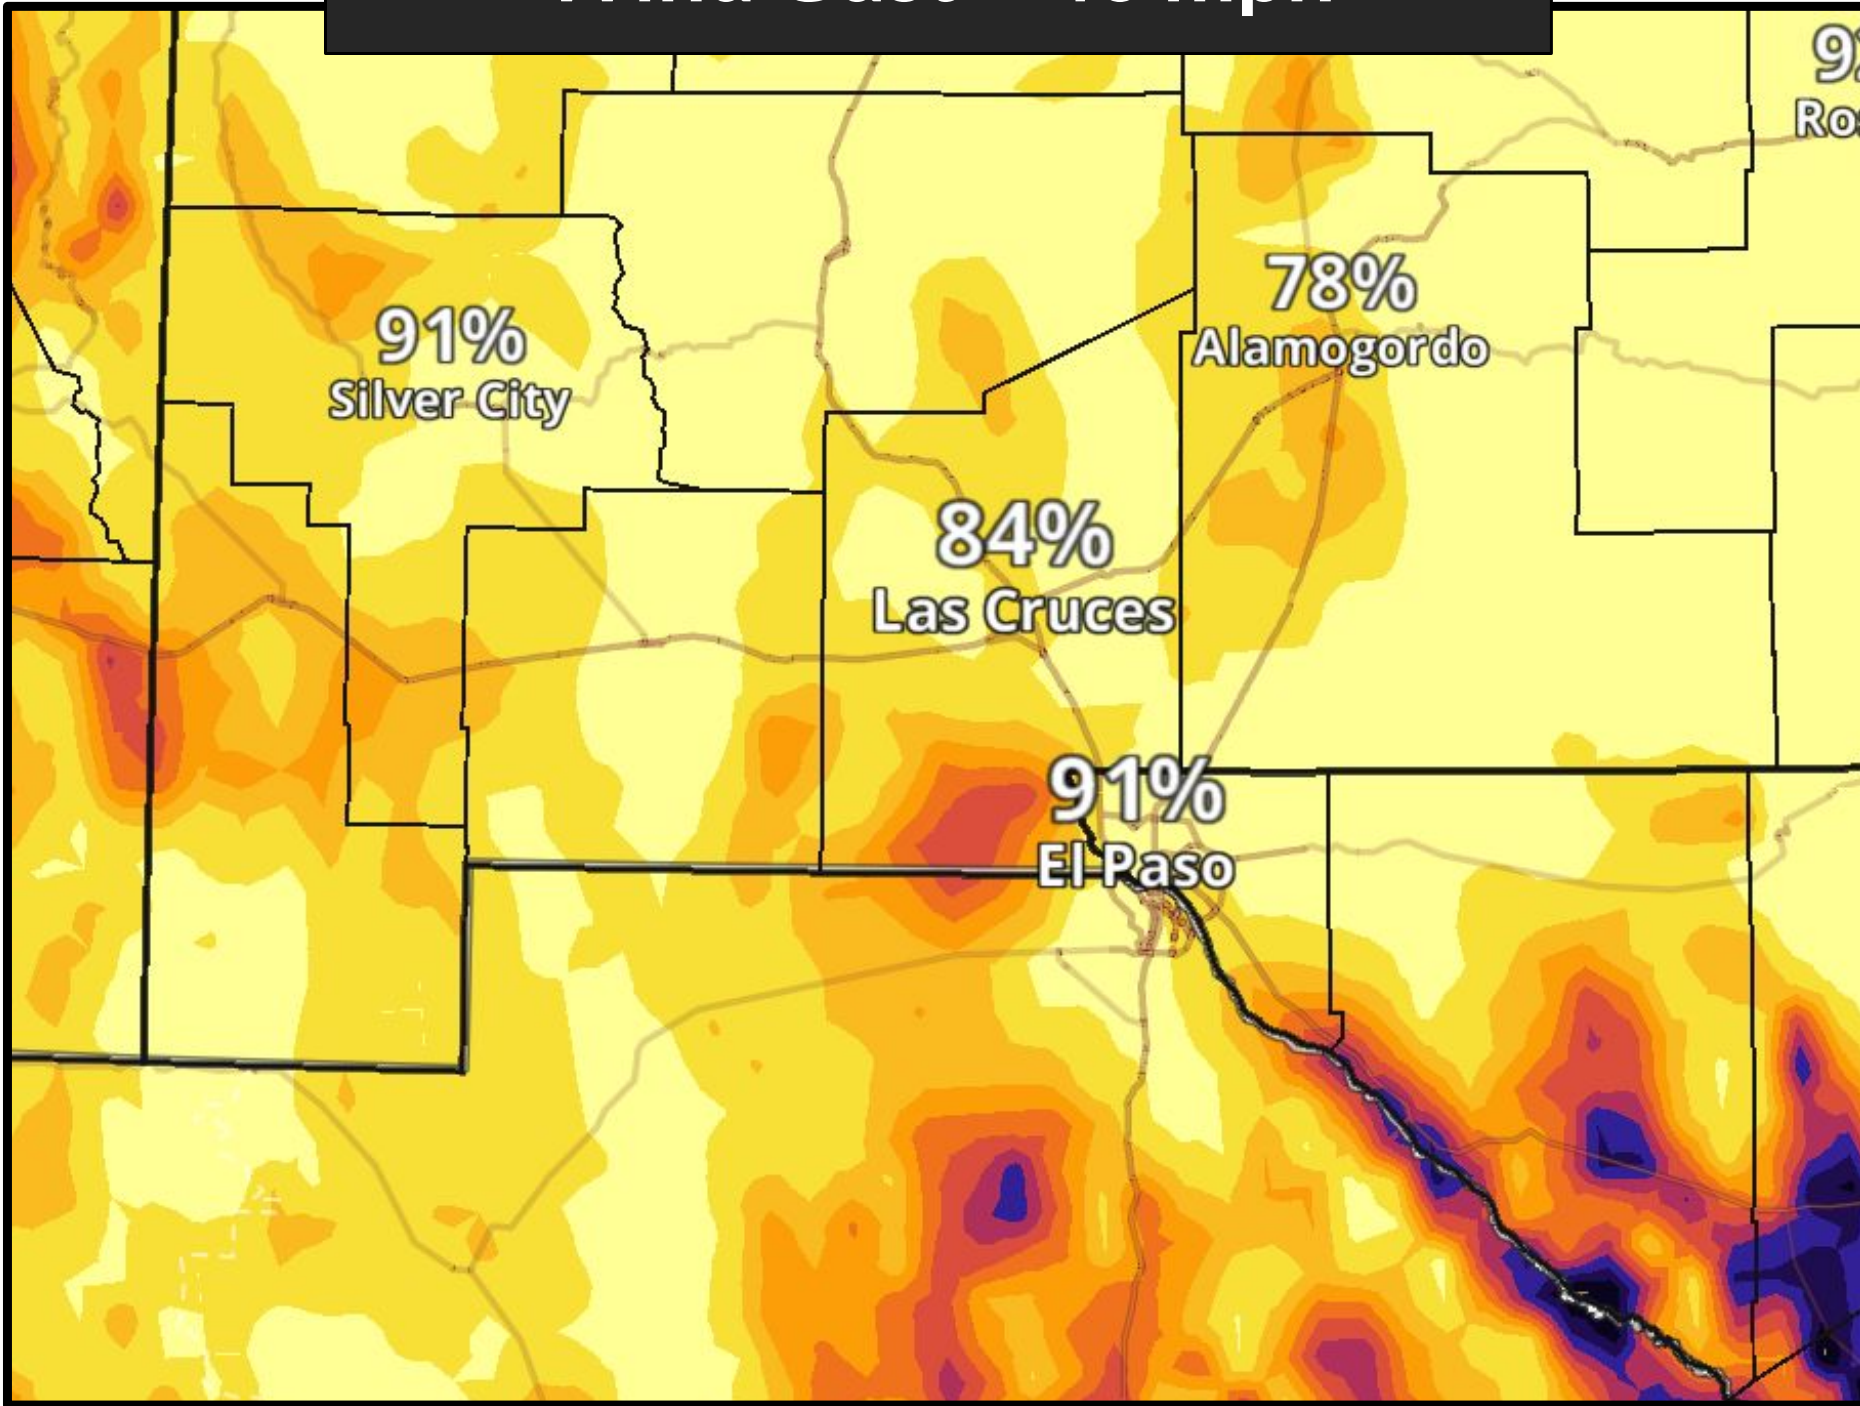 91%
Silver City
78%
Alamogordo
84%
Las Cruces
91%
El Paso